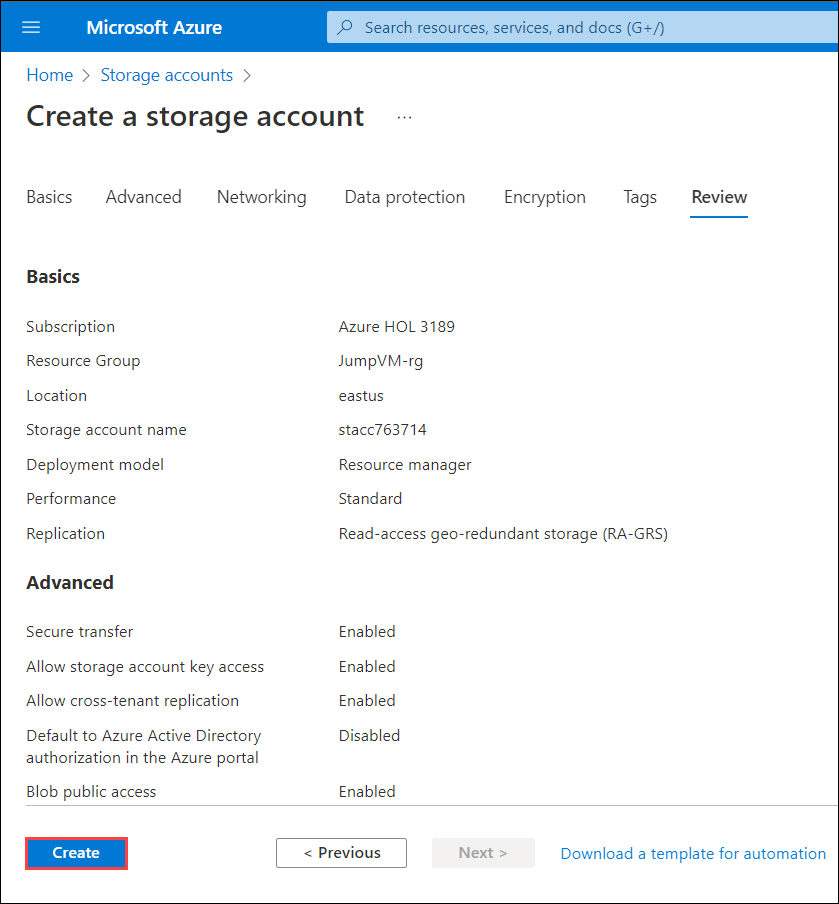 Microsoft Azure
Search resources, services, and docs (G+/)
Home > Storage accounts >
Create a storage account ...
Basics Advanced Networking Data protection Encryption Tags Review
Basics
Subscription Azure HOL 3189
Resource Group JumpVM-rg
Location eastus
Storage account name stacc763714
Deployment model Resource manager
Performance Standard
Replication Read-access geo-redundant storage (RA-GRS)
Advanced
Secure transfer Enabled
Allow storage account key access Enabled
Allow cross-tenant replication Enabled
Default to Azure Active Directory Disabled
authorization in the Azure portal
Blob public access Enabled
Create < Previous Next > Download a template for automation